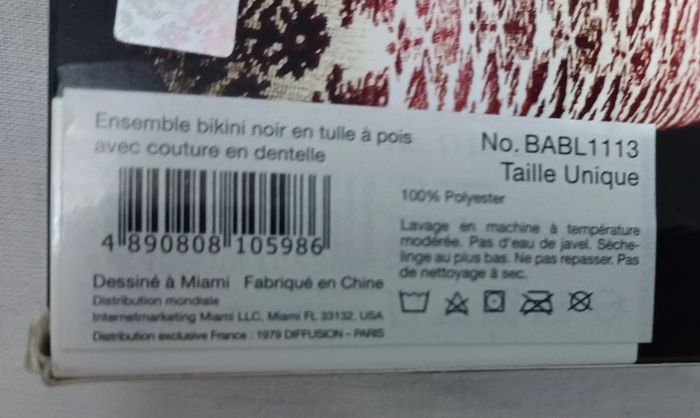 Ensemble bikini noir en tulle à pois
avec couture en dentelle
4 890808 105986
Dessiné à Miami Fabriqué en Chine
Distribution mondiale
Internetmarketing Miami LLC, Miami FL 33132, USA
Distribution exclusive France : 1979 DIFFUSION - PARIS
No. BABL1113
Taille Unique
100% Polyester
Lavage en machine à température
modérée. Pas d'eau de javel. Sèche-
linge au plus bas. Ne pas repasser. Pas
de nettoyage à sec.